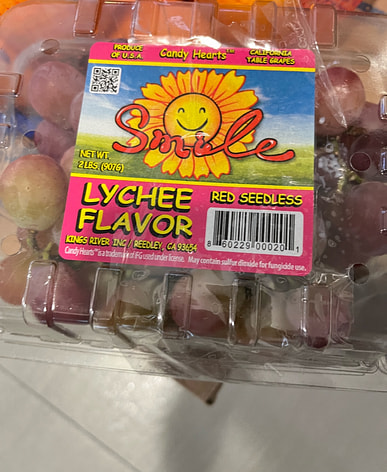 PRODUCE OF U.S.A.
Candy Hearts™
CALIFORNIA TABLE GRAPES
Smile
NET WT.
2 LBS. (907G)
LYCHEE
FLAVOR
RED SEEDLESS
8 60229 00020 1
KINGS RIVER INC // REEDLEY, CA 93654
Candy Hearts™ is a trademark of IFG used under license. May contain sulfur dioxide for fungicide use.